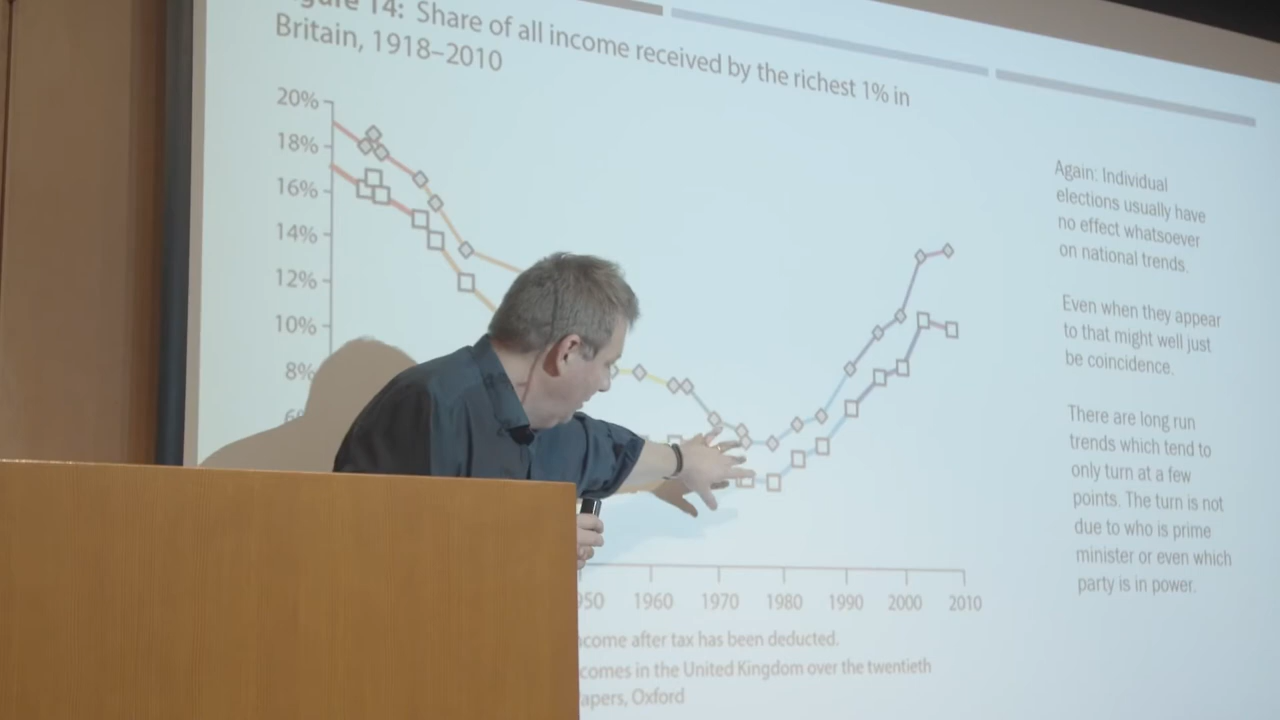 14: Share of all income received by the richest 1% in
Britain, 1918–2010
20%
18%
16%
14%
12%
10%
8%
1960 1970 1980 1990 2000 2010
after tax has been deducted.
in the United Kingdom over the twentieth
Oxford
Again: Individual
elections usually have
no effect whatsoever
on national trends.
Even when they appear
to that might well just
be coincidence.
There are long run
trends which tend to
only turn at a few
points. The turn is not
due to who is prime
minister or even which
party is in power.